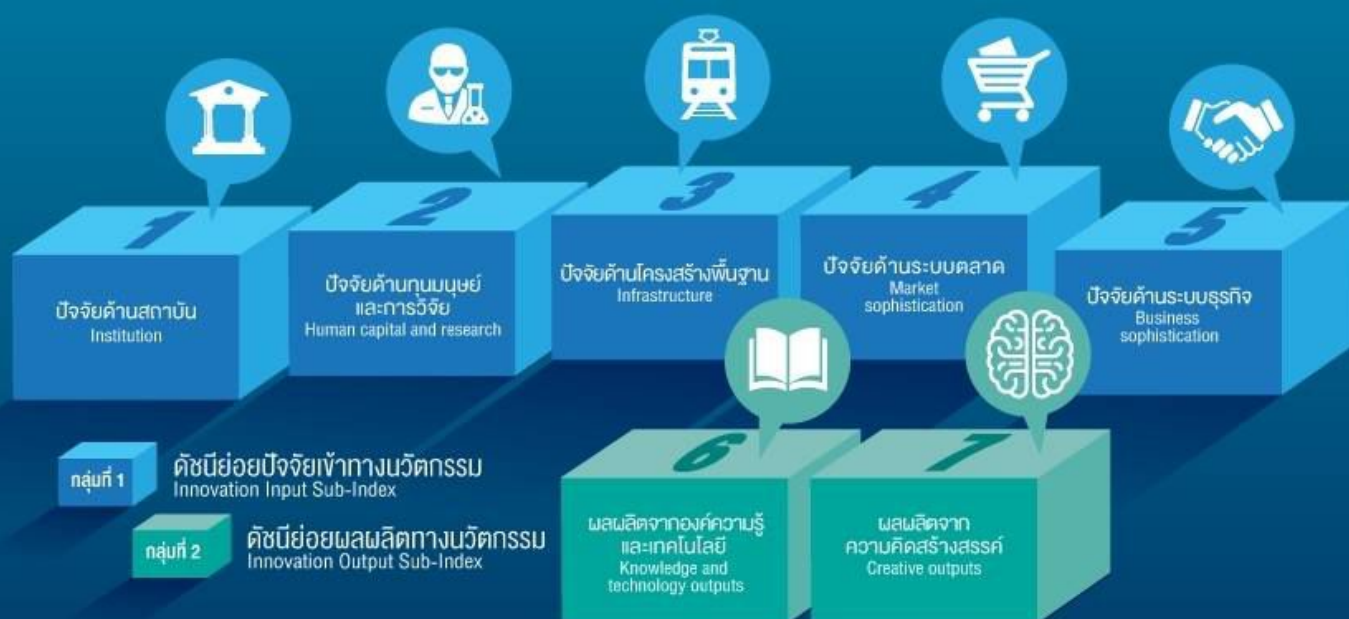 1
ปัจจัยด้านสถาบัน
Institution
2
ปัจจัยด้านทุนมนุษย์
และการวิจัย
Human capital and research
3
ปัจจัยด้านโครงสร้างพื้นฐาน
Infrastructure
4
ปัจจัยด้านระบบตลาด
Market
sophistication
5
ปัจจัยด้านระบบธุรกิจ
Business
sophistication
กลุ่มที่ 1
ดัชนีย่อยปัจจัยเข้าทางนวัตกรรม
Innovation Input Sub-Index
กลุ่มที่ 2
ดัชนีย่อยผลผลิตทางนวัตกรรม
Innovation Output Sub-Index
6
ผลผลิตจากองค์ความรู้
และเทคโนโลยี
Knowledge and
technology outputs
7
ผลผลิตจาก
ความคิดสร้างสรรค์
Creative outputs